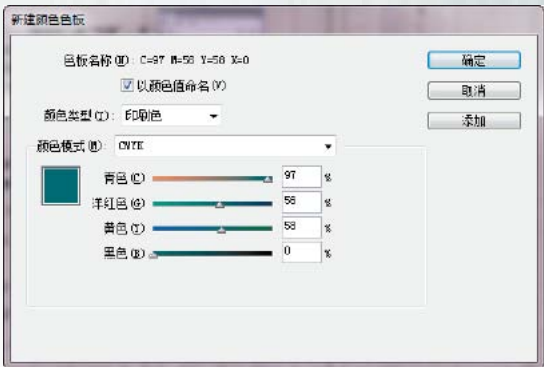 新建颜色色板
色板名称(W): C=97 M=58 Y=58 K=0
确定
以颜色值命名(V)
取消
颜色类型(T): 印刷色
添加
颜色模式(M): CMYK
青色(C) 97 %
洋红色(G) 58 %
黄色(Y) 58 %
黑色(B) 0 %